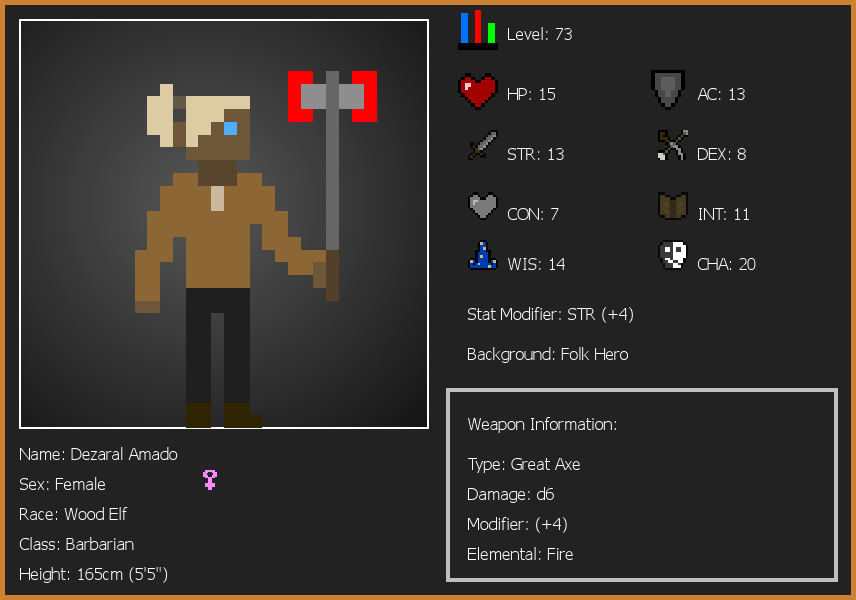 Level: 73
HP: 15
AC: 13
STR: 13
DEX: 8
CON: 7
INT: 11
WIS: 14
CHA: 20
Stat Modifier: STR (+4)
Background: Folk Hero
Weapon Information:
Type: Great Axe
Damage: d6
Modifier: (+4)
Elemental: Fire
Name: Dezaral Amado
Sex: Female
Race: Wood Elf
Class: Barbarian
Height: 165cm (5'5")